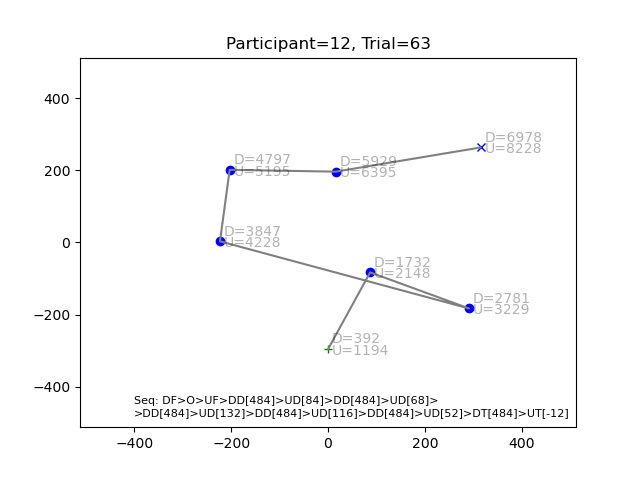 Participant=12, Trial=63
400
200
0
−200
−400
D=6978
U=8228
D=4797
U=5195
D=5929
U=6395
D=3847
U=4228
D=1732
U=2148
D=2781
U=3229
D=392
U=1194
Seq: DF>O>UF>DD[484]>UD[84]>DD[484]>UD[68]>
>DD[484]>UD[132]>DD[484]>UD[116]>DD[484]>UD[52]>DT[484]>UT[-12]
−400 −200 0 200 400